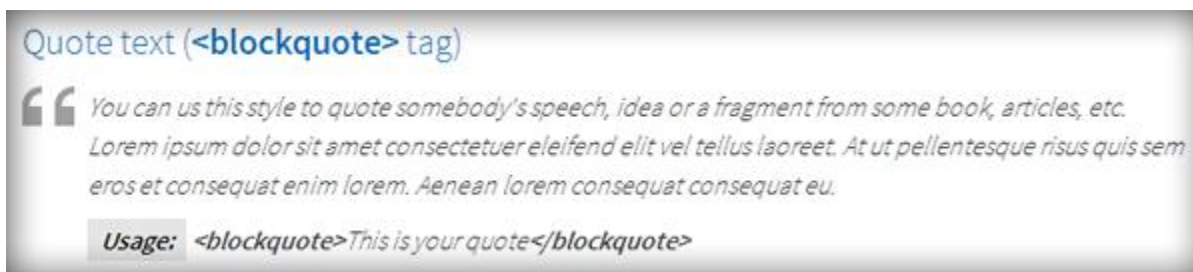 Quote text (<blockquote> tag)
You can us this style to quote somebody's speech, idea or a fragment from some book, articles, etc.
Lorem ipsum dolor sit amet consectetuer eleifend elit vel tellus laoreet. At ut pellentesque risus quis sem
eros et consequat enim lorem. Aenean lorem consequat consequat eu.
Usage: <blockquote>This is your quote</blockquote>